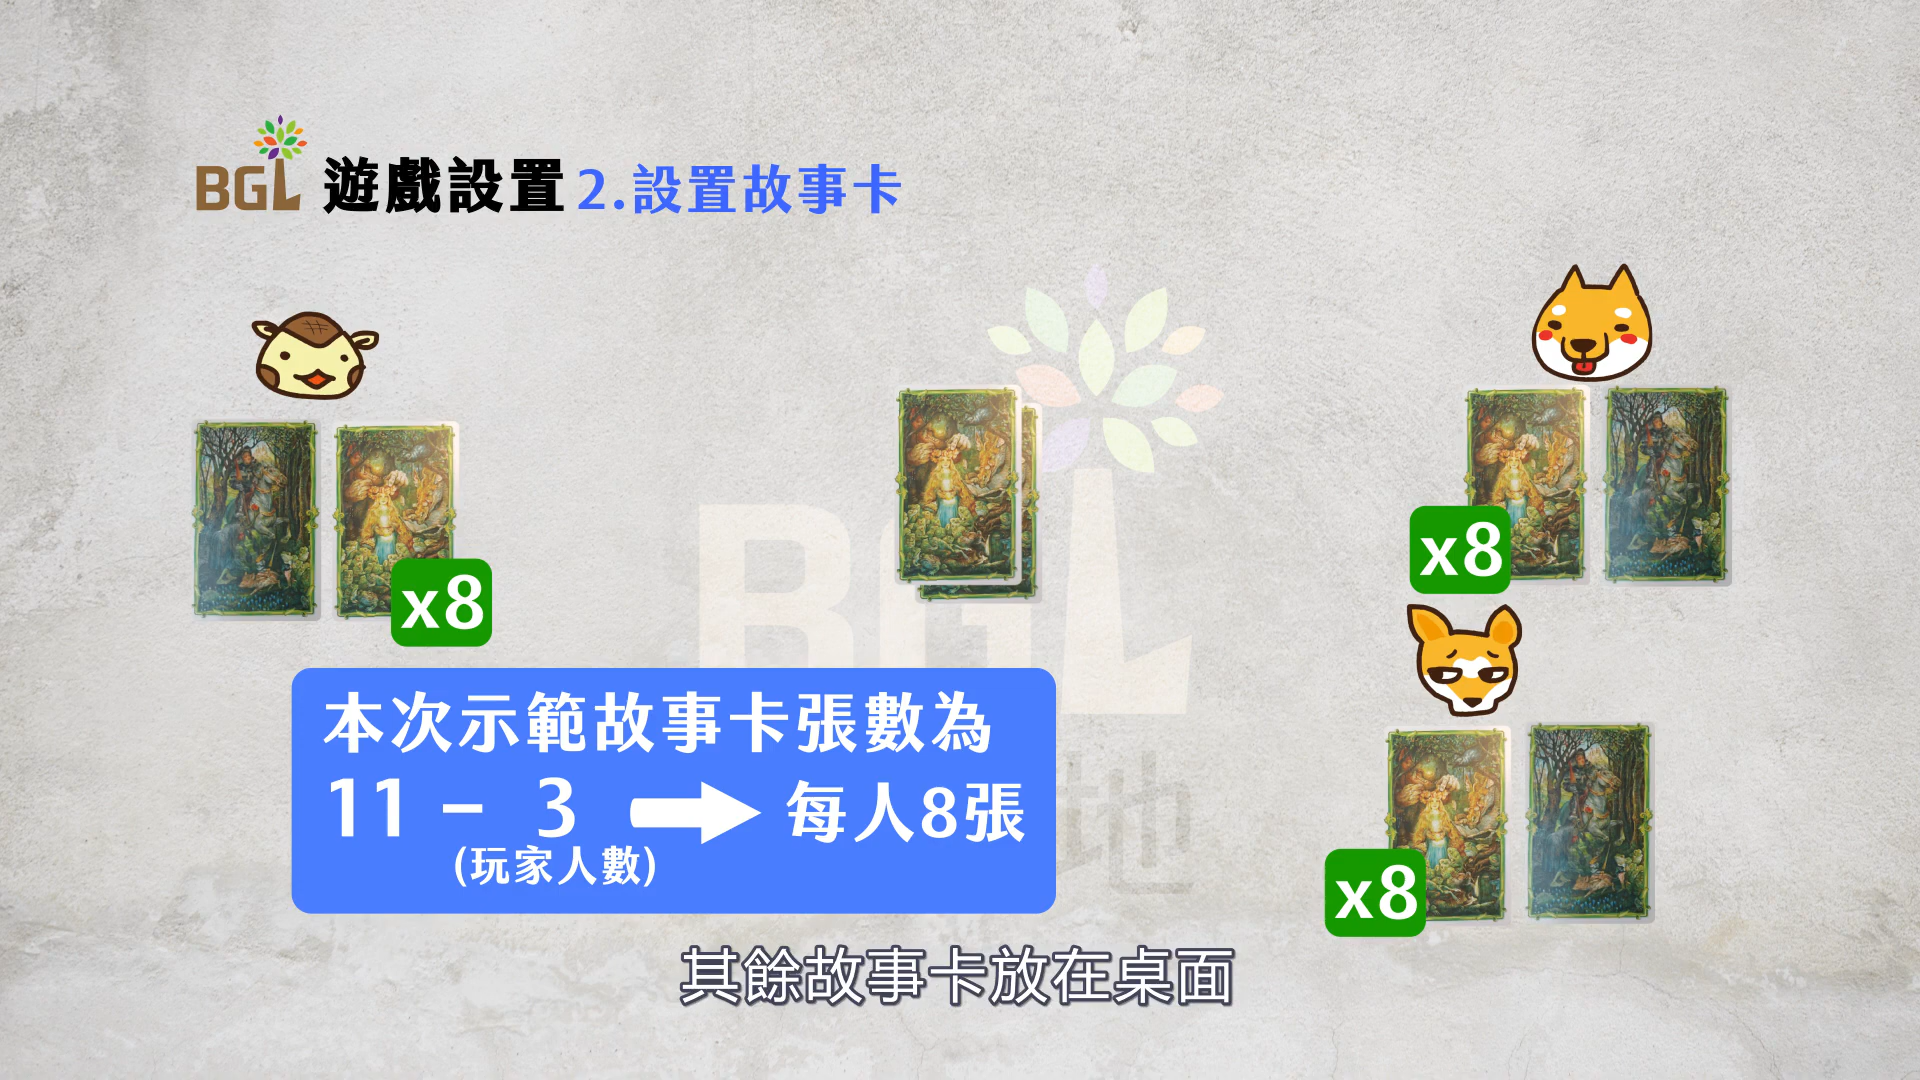 BGL 遊戲設置 2.設置故事卡
x8
x8
本次示範故事卡張數為
11 – 3 每人8張
(玩家人數)
x8
其餘故事卡放在桌面
BGL
地